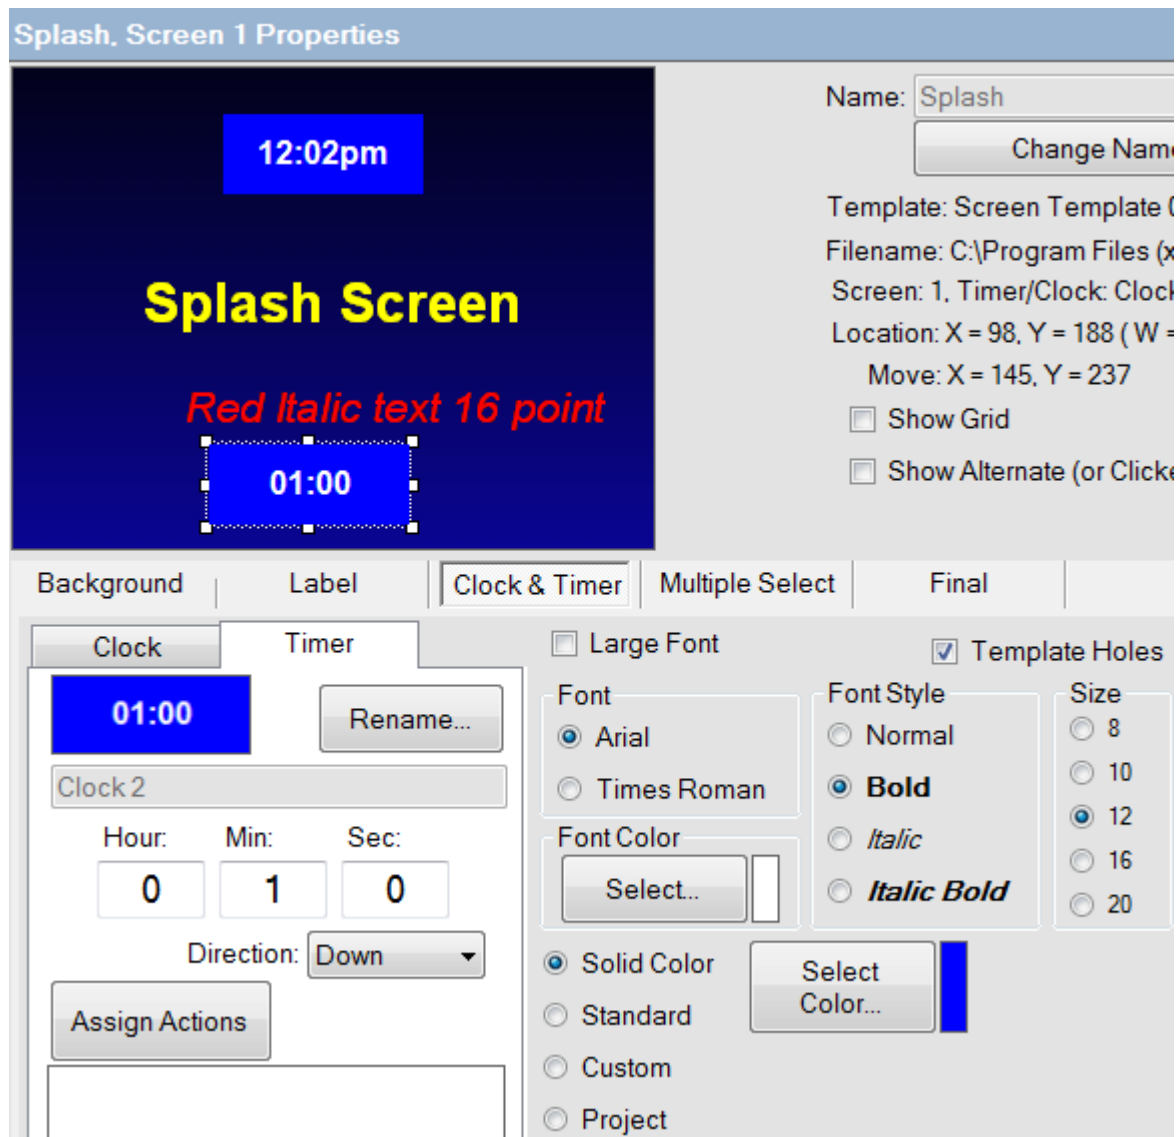 Splash, Screen 1 Properties
12:02pm
Splash Screen
Red Italic text 16 point
01:00
Name: Splash
Change Name
Template: Screen Template
Filename: C:\Program Files (x
Screen: 1, Timer/Clock: Clock
Location: X = 98, Y = 188 ( W =
Move: X = 145, Y = 237
Show Grid
Show Alternate (or Clicke
Background Label Clock & Timer Multiple Select Final
Clock Timer
01:00 Rename...
Clock 2
Hour: Min: Sec:
0 1 0
Direction: Down
Assign Actions
Large Font
Template Holes
Font
Arial
Times Roman
Font Color
Select...
Font Style
Normal
Bold
Italic
Italic Bold
Size
8
10
12
16
20
Solid Color
Standard
Custom
Project
Select
Color...